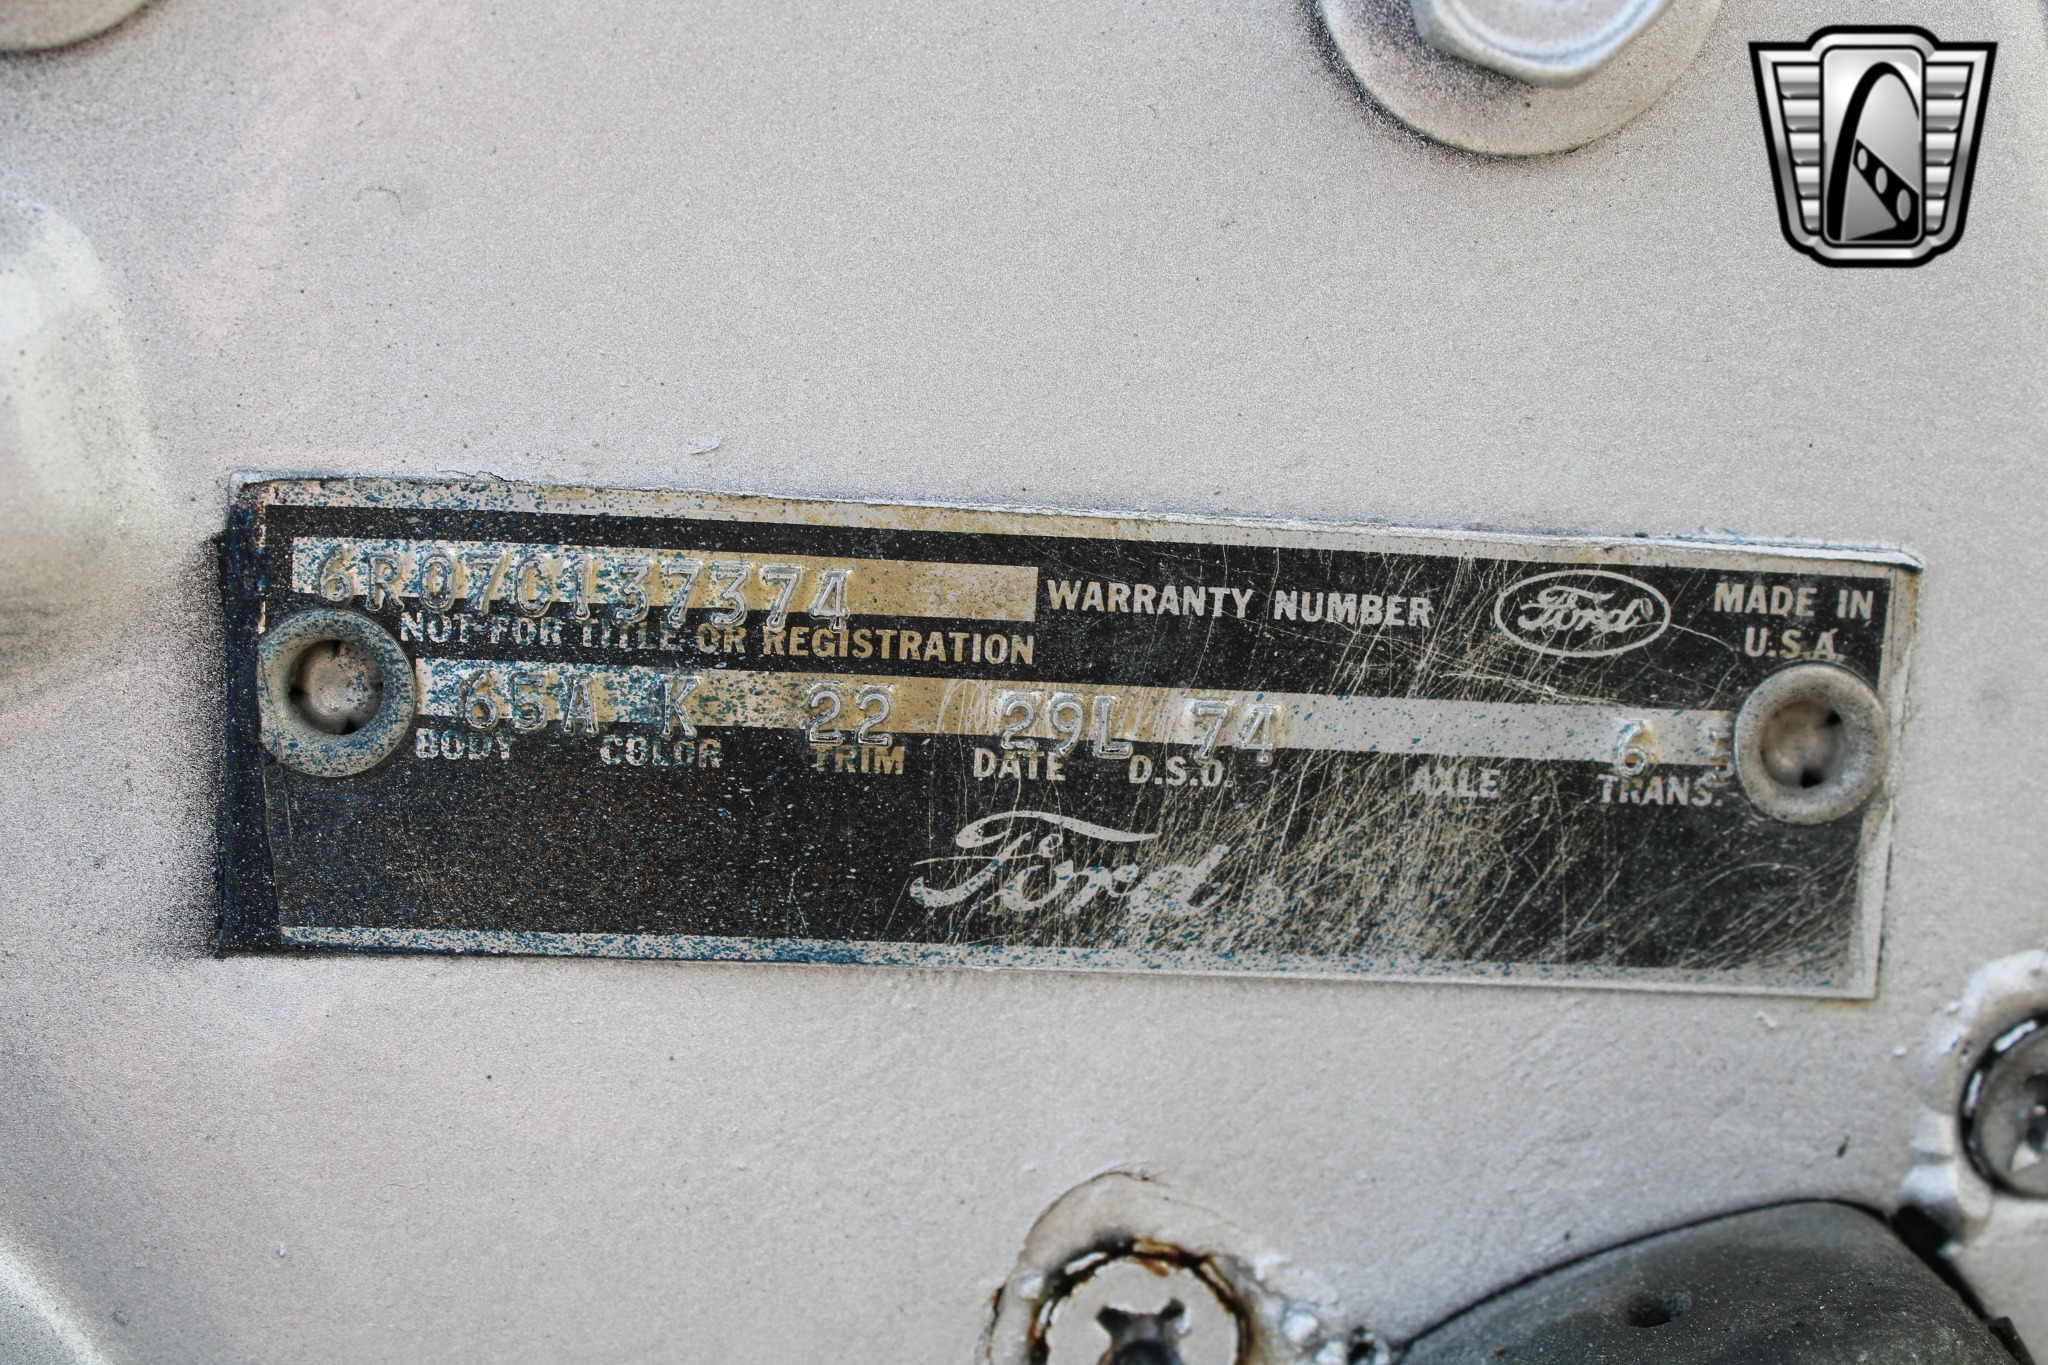 6R07C137374 WARRANTY NUMBER Ford MADE IN
U.S.A.
NOT FOR TITLE OR REGISTRATION
65A K 22 29L 74 6
BODY COLOR TRIM DATE D.S.O. AXLE TRANS.
Ford